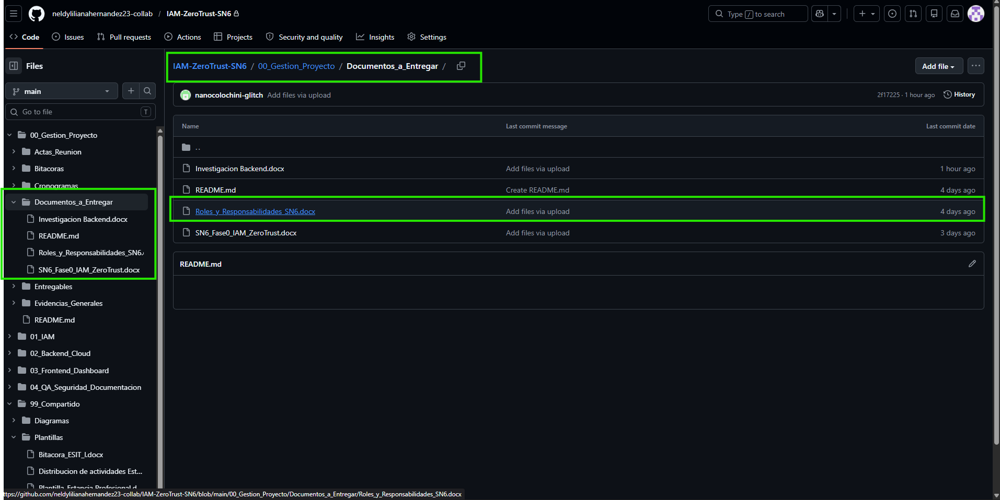 neldylilianahernandez23-collab / IAM-ZeroTrust-SN6
Type / to search
Code Issues Pull requests Actions Projects Security and quality Insights Settings
Files
main
Go to file T
00_Gestion_Proyecto
Actas_Reunion
Bitacoras
Cronogramas
Documentos_a_Entregar
Investigacion Backend.docx
README.md
Roles_y_Responsabilidades_SN6.
SN6_Fase0_IAM_ZeroTrust.docx
Entregables
Evidencias_Generales
README.md
01_IAM
02_Backend_Cloud
03_Frontend_Dashboard
04_QA_Seguridad_Documentacion
99_Compartido
Diagramas
Plantillas
Bitacora_ESIT_I.docx
Distribucion de actividades Est...
Plantilla_Estancia Profesional.d
IAM-ZeroTrust-SN6 / 00_Gestion_Proyecto / Documentos_a_Entregar /
Add file
nanocolochini-glitch Add files via upload
2f17225 · 1 hour ago History
Name Last commit message Last commit date
..
Investigacion Backend.docx Add files via upload 1 hour ago
README.md Create README.md 4 days ago
Roles_y_Responsabilidades_SN6.docx Add files via upload 4 days ago
SN6_Fase0_IAM_ZeroTrust.docx Add files via upload 3 days ago
README.md
ttps://github.com/neldylilianahernandez23-collab/IAM-ZeroTrust-SN6/blob/main/00_Gestion_Proyecto/Documentos_a_Entregar/Roles_y_Responsabilidades_SN6.docx